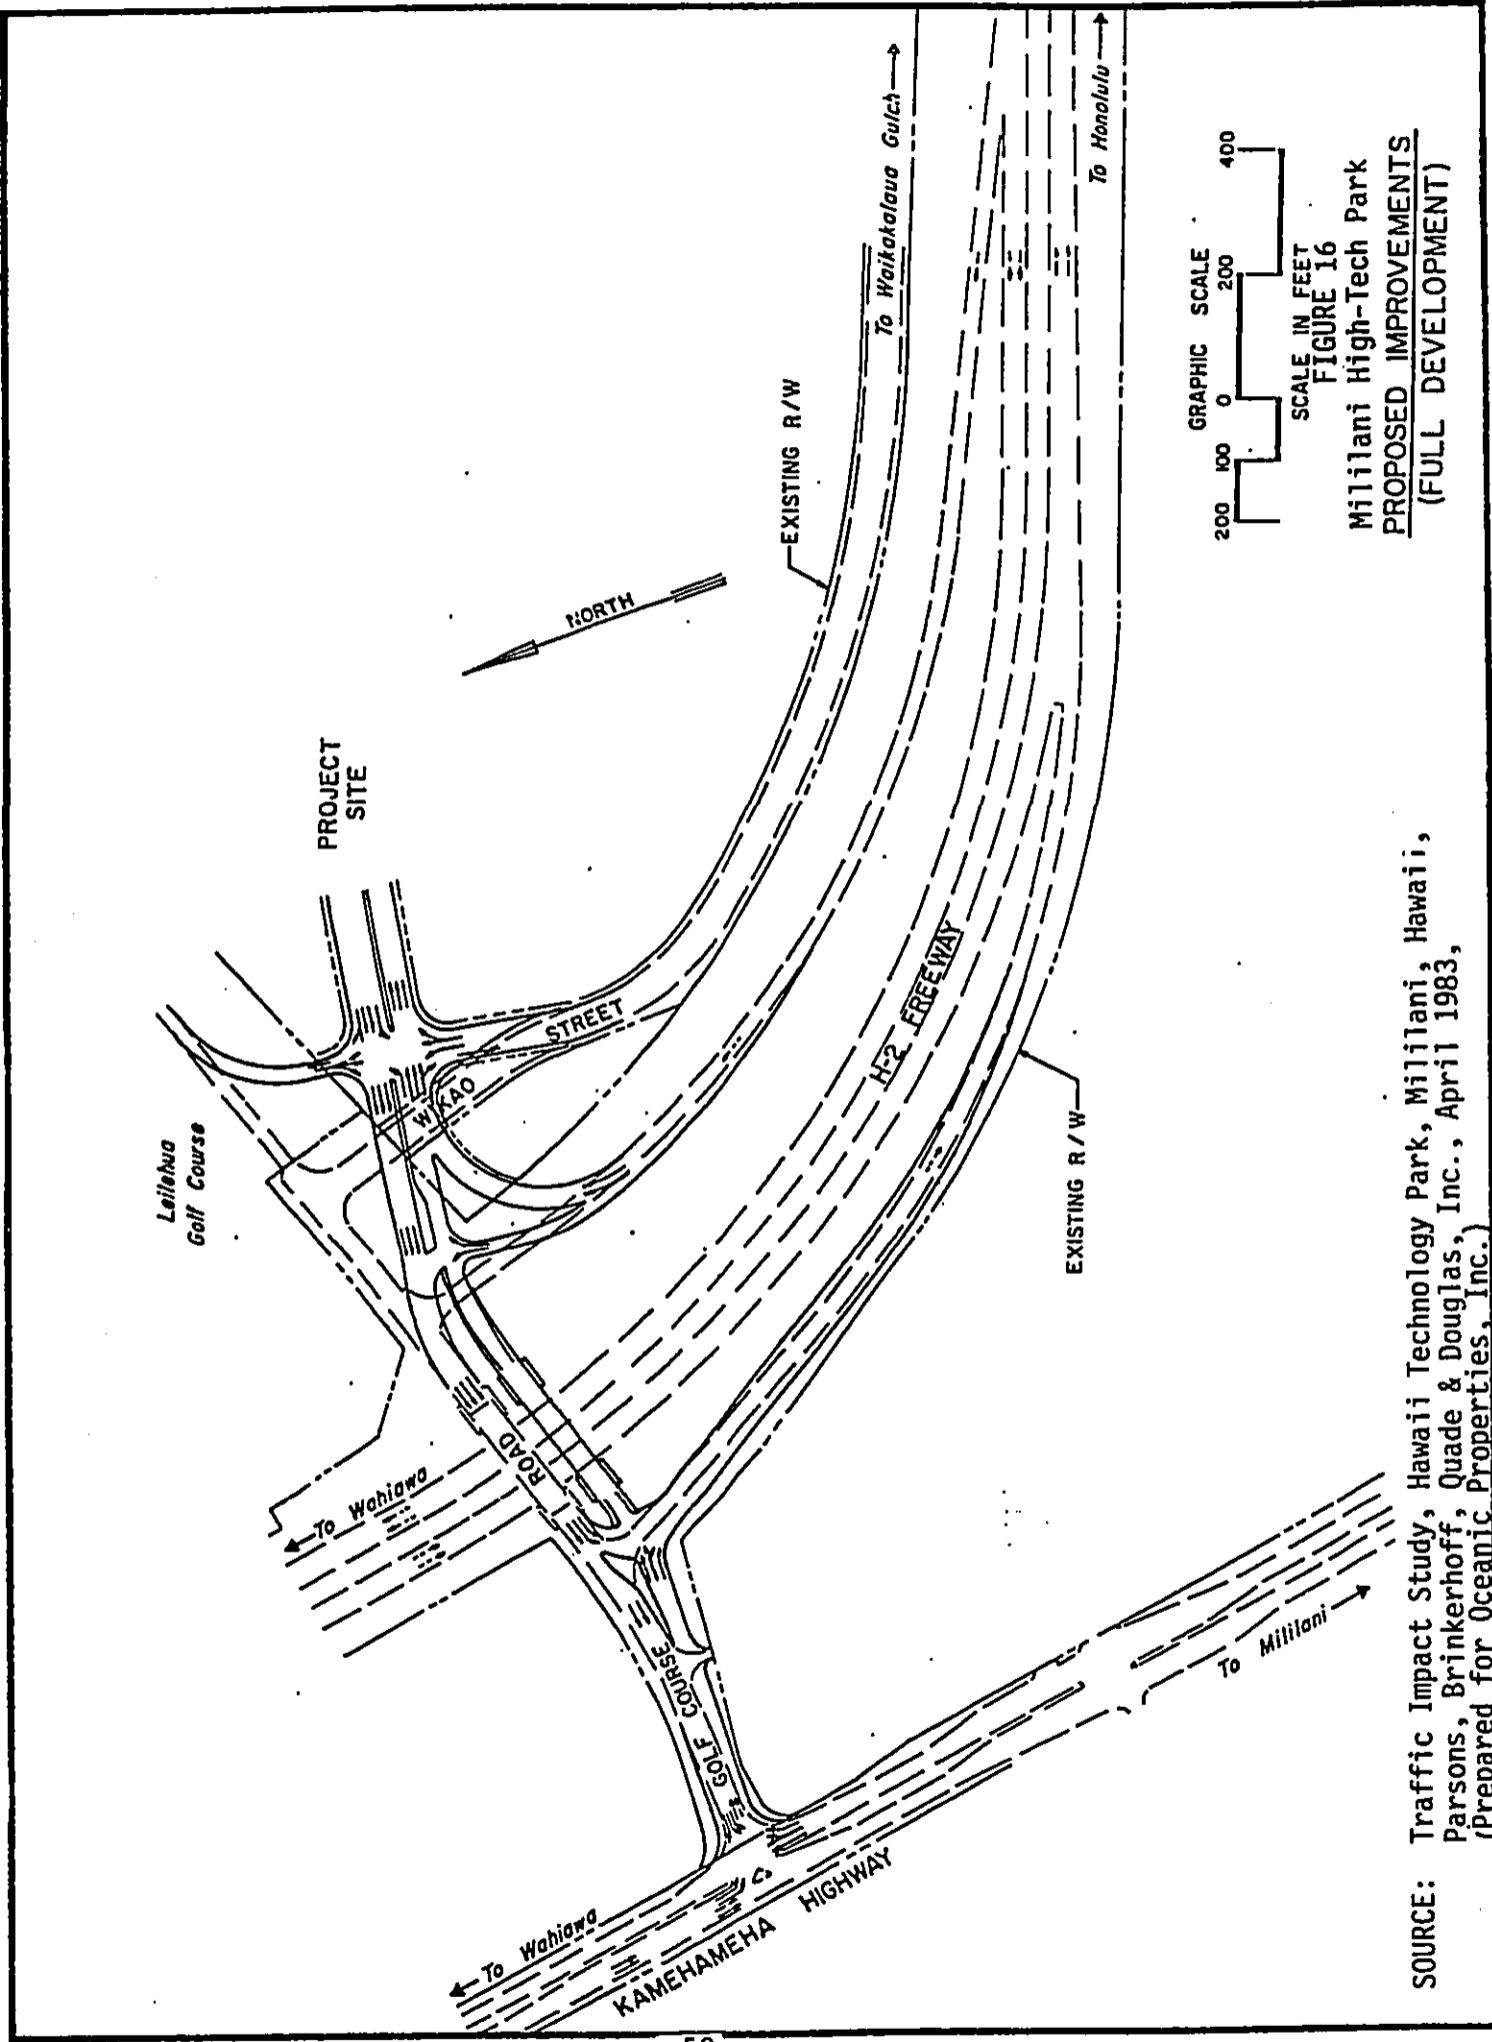 Leilehua
Golf Course
PROJECT
SITE
NORTH
EXISTING R/W
To Waikakalaua Gulch
To Honolulu
WIKAO
STREET
H-2 FREEWAY
EXISTING R/W
To Wahiawa
ROAD
GOLF COURSE
To Wahiawa
KAMEHAMEHA HIGHWAY
To Mililani
GRAPHIC SCALE
200 100 0 200 400
SCALE IN FEET
FIGURE 16
Mililani High-Tech Park
PROPOSED IMPROVEMENTS
(FULL DEVELOPMENT)
SOURCE: Traffic Impact Study, Hawaii Technology Park, Mililani, Hawaii,
Parsons, Brinkerhoff, Quade & Douglas, Inc., April 1983,
(Prepared for Oceanic Properties, Inc.)